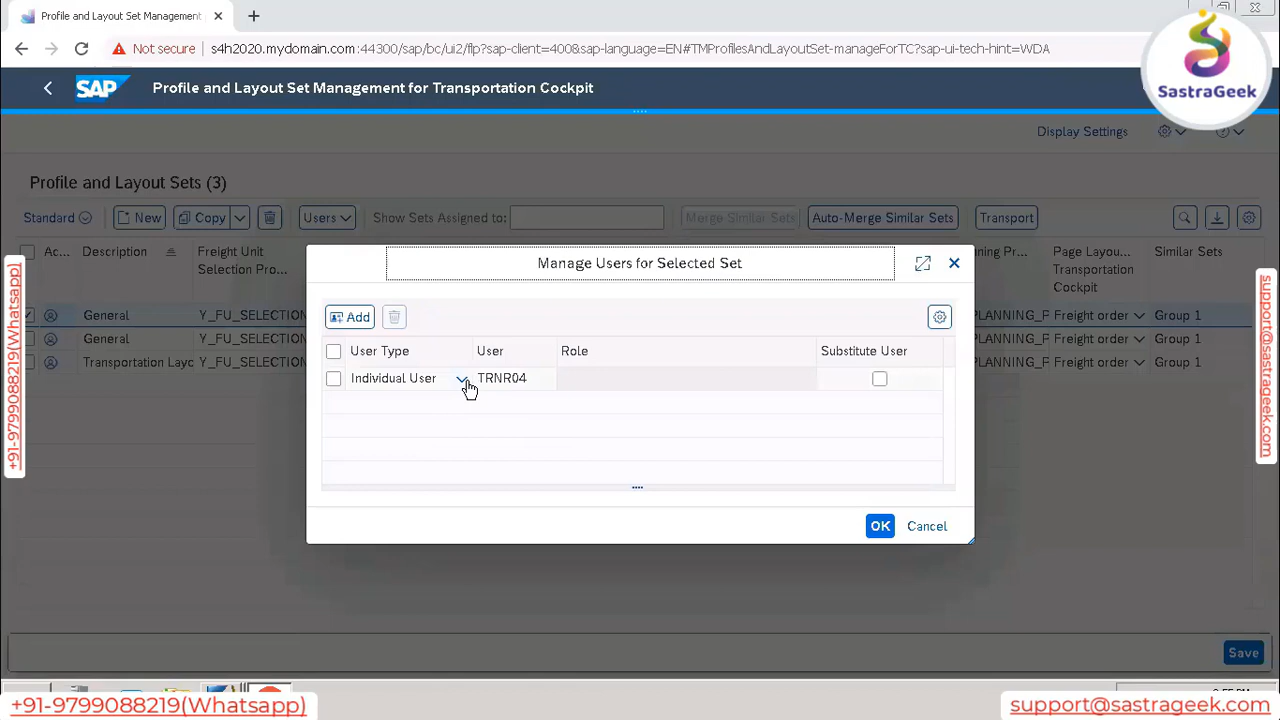 Profile and Layout Set Management
Not secure s4h2020.mydomain.com:44300/sap/bc/ui2/flp?sap-client=400&sap-language=EN#TMProfilesAndLayoutSet-manageForTC?sap-ui-tech-hint=WDA
SastraGeek
SAP Profile and Layout Set Management for Transportation Cockpit
Display Settings
Profile and Layout Sets (3)
Standard New Copy Users Show Sets Assigned to: Merge Similar Sets Auto-Merge Similar Sets Transport
Ac... Description Freight Unit Selection Pro... Page Layou... Transportation Cockpit Similar Sets
General Y_FU_SELECTION PLANNING_P Freight order Group 1
General Y_FU_SELECTION PLANNING_P Freight order Group 1
Transportation Layc Y_FU_SELECTION PLANNING_P Freight order Group 1
Manage Users for Selected Set
Add
User Type User Role Substitute User
Individual User TRNR04
OK Cancel
Save
+91-9799088219(Whatsapp)
support@sastrageek.com
+91-9799088219(Whatsapp)
support@sastrageek.com